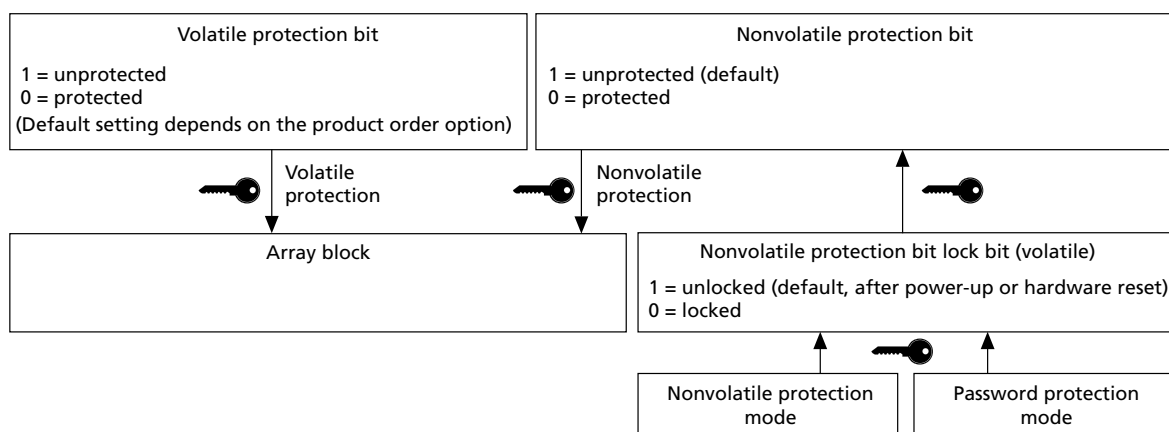 Volatile protection bit
1 = unprotected
0 = protected
(Default setting depends on the product order option)
Nonvolatile protection bit
1 = unprotected (default)
0 = protected
Volatile
protection
Nonvolatile
protection
Array block
Nonvolatile protection bit lock bit (volatile)
1 = unlocked (default, after power-up or hardware reset)
0 = locked
Nonvolatile protection
mode
Password protection
mode